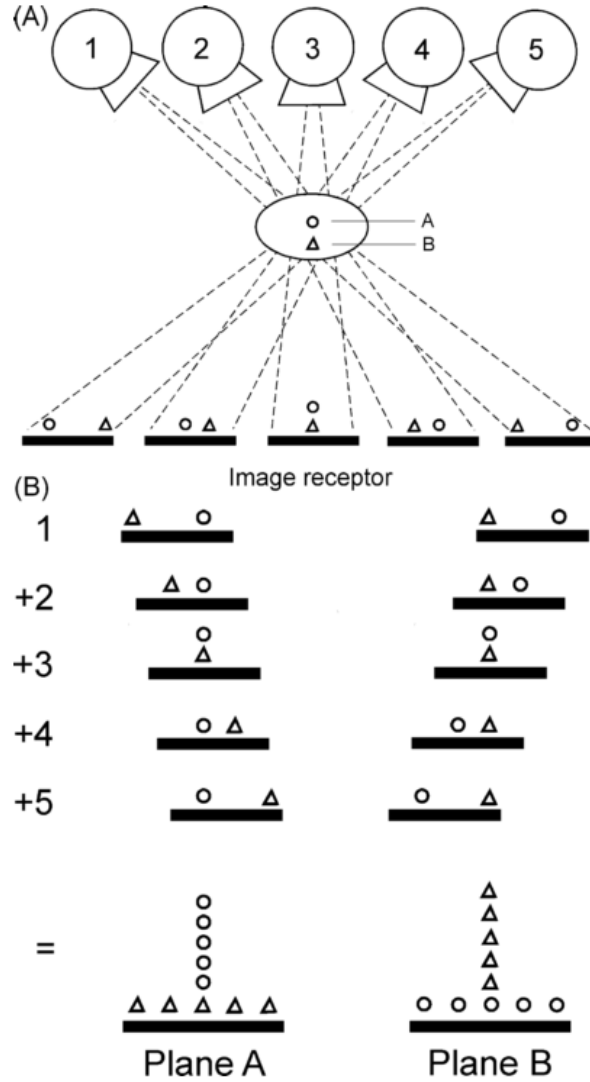 (A)
1 2 3 4 5
A
B
Image receptor
(B)
1
+2
+3
+4
+5
=
Plane A Plane B